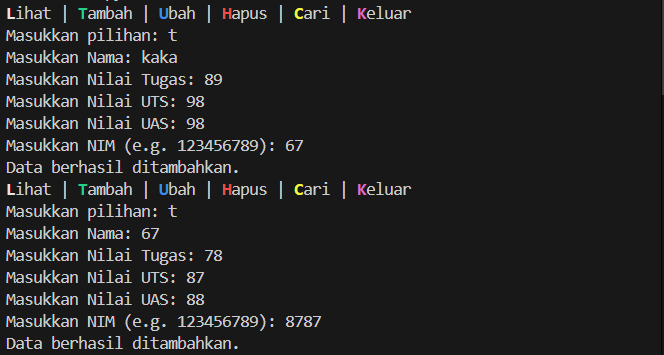 Lihat | Tambah | Ubah | Hapus | Cari | Keluar
Masukkan pilihan: t
Masukkan Nama: kaka
Masukkan Nilai Tugas: 89
Masukkan Nilai UTS: 98
Masukkan Nilai UAS: 98
Masukkan NIM (e.g. 123456789): 67
Data berhasil ditambahkan.
Lihat | Tambah | Ubah | Hapus | Cari | Keluar
Masukkan pilihan: t
Masukkan Nama: 67
Masukkan Nilai Tugas: 78
Masukkan Nilai UTS: 87
Masukkan Nilai UAS: 88
Masukkan NIM (e.g. 123456789): 8787
Data berhasil ditambahkan.